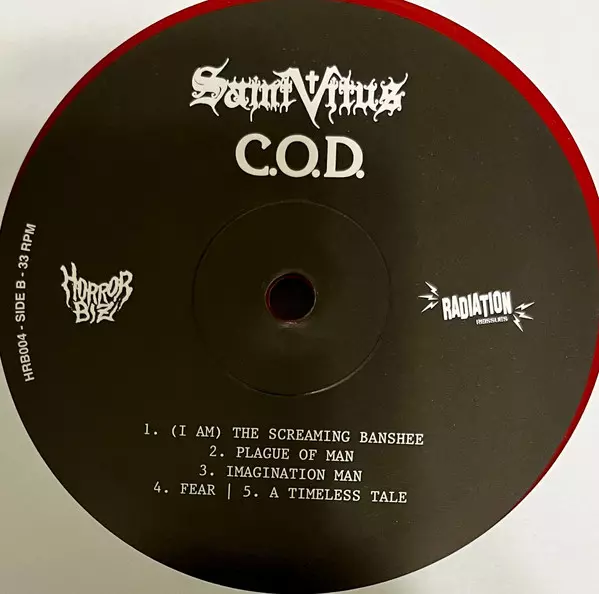 Saint Vitus
C.O.D.
HRB004 - SIDE B - 33 RPM
HORROR
BIZ
RADIATION
REISSUES
1. (I AM) THE SCREAMING BANSHEE
2. PLAGUE OF MAN
3. IMAGINATION MAN
4. FEAR | 5. A TIMELESS TALE